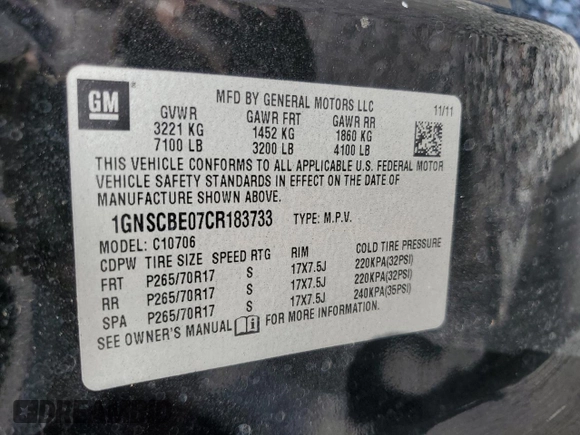 GM
MFD BY GENERAL MOTORS LLC
11/11
GVWR GAWR FRT GAWR RR
3221 KG 1452 KG 1860 KG
7100 LB 3200 LB 4100 LB
THIS VEHICLE CONFORMS TO ALL APPLICABLE U.S. FEDERAL MOTOR
VEHICLE SAFETY STANDARDS IN EFFECT ON THE DATE OF
MANUFACTURE SHOWN ABOVE.
1GNSCBE07CR183733 TYPE: M.P.V.
MODEL: C10706
CDPW TIRE SIZE SPEED RTG RIM COLD TIRE PRESSURE
FRT P265/70R17 S 17X7.5J 220KPA(32PSI)
RR P265/70R17 S 17X7.5J 220KPA(32PSI)
SPA P265/70R17 S 17X7.5J 240KPA(35PSI)
SEE OWNER'S MANUAL FOR MORE INFORMATION.
DREAMBID